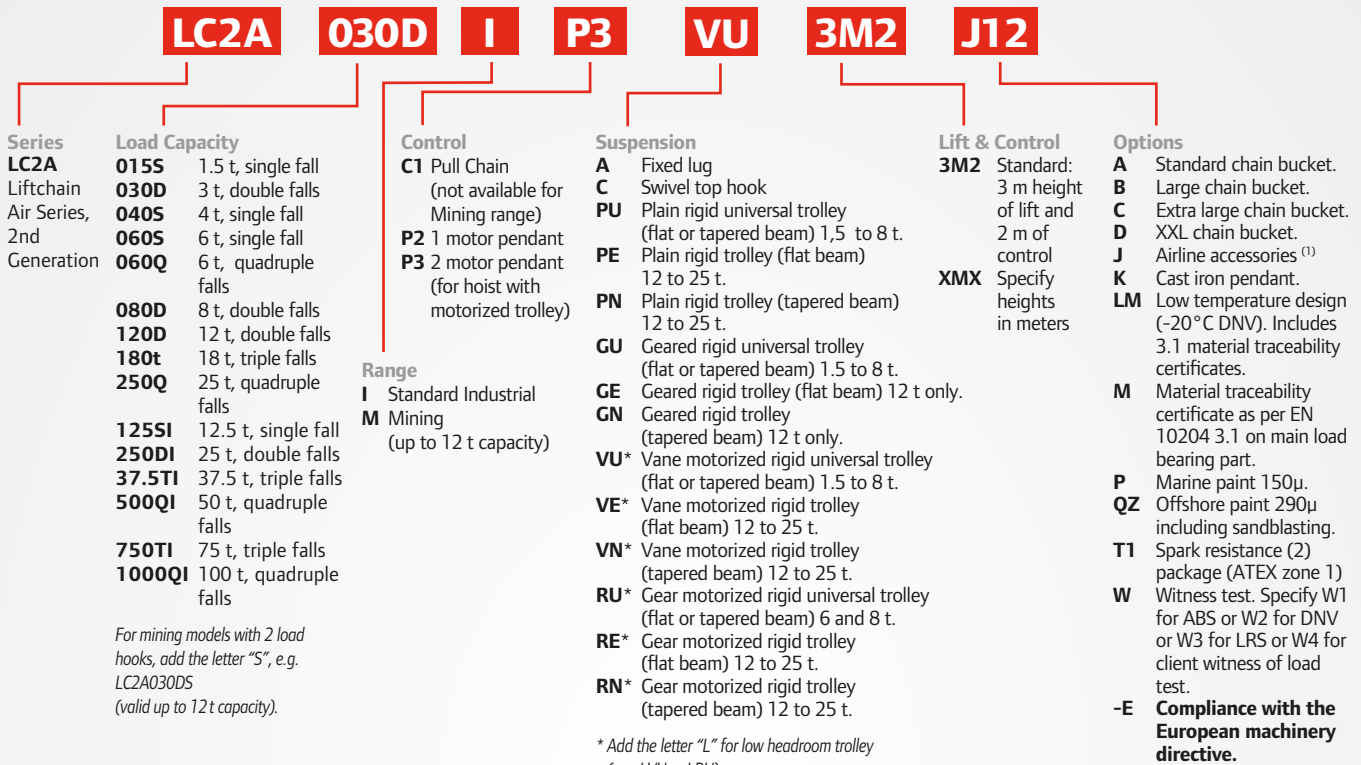 LC2A 030D I P3 VU 3M2 J12
Series
LC2A
Liftchain
Air Series,
2nd
Generation
Load Capacity
015S 1.5 t, single fall
030D 3 t, double falls
040S 4 t, single fall
060S 6 t, single fall
060Q 6 t, quadruple
falls
080D 8 t, double falls
120D 12 t, double falls
180t 18 t, triple falls
250Q 25 t, quadruple
falls
125SI 12.5 t, single fall
250DI 25 t, double falls
37.5TI 37.5 t, triple falls
500QI 50 t, quadruple
falls
750TI 75 t, triple falls
1000QI 100 t, quadruple
falls
For mining models with 2 load
hooks, add the letter “S”, e.g.
LC2A030DS
(valid up to 12 t capacity).
Range
I Standard Industrial
M Mining
(up to 12 t capacity)
Control
C1 Pull Chain
(not available for
Mining range)
P2 1 motor pendant
P3 2 motor pendant
(for hoist with
motorized trolley)
Suspension
A Fixed lug
C Swivel top hook
PU Plain rigid universal trolley
(flat or tapered beam) 1,5 to 8 t.
PE Plain rigid trolley (flat beam)
12 to 25 t.
PN Plain rigid trolley (tapered beam)
12 to 25 t.
GU Geared rigid universal trolley
(flat or tapered beam) 1.5 to 8 t.
GE Geared rigid trolley (flat beam) 12 t only.
GN Geared rigid trolley
(tapered beam) 12 t only.
VU* Vane motorized rigid universal trolley
(flat or tapered beam) 1.5 to 8 t.
VE* Vane motorized rigid trolley
(flat beam) 12 to 25 t.
VN* Vane motorized rigid trolley
(tapered beam) 12 to 25 t.
RU* Gear motorized rigid universal trolley
(flat or tapered beam) 6 and 8 t.
RE* Gear motorized rigid trolley
(flat beam) 12 to 25 t.
RN* Gear motorized rigid trolley
(tapered beam) 12 to 25 t.
* Add the letter “L” for low headroom trolley
Lift & Control
3M2 Standard:
3 m height
of lift and
2 m of
control
XMX Specify
heights
in meters
Options
A Standard chain bucket.
B Large chain bucket.
C Extra large chain bucket.
D XXL chain bucket.
J Airline accessories (1)
K Cast iron pendant.
LM Low temperature design
(-20°C DNV). Includes
3.1 material traceability
certificates.
M Material traceability
certificate as per EN
10204 3.1 on main load
bearing part.
P Marine paint 150µ.
QZ Offshore paint 290µ
including sandblasting.
T1 Spark resistance (2)
package (ATEX zone 1)
W Witness test. Specify W1
for ABS or W2 for DNV
or W3 for LRS or W4 for
client witness of load
test.
-E Compliance with the
European machinery
directive.